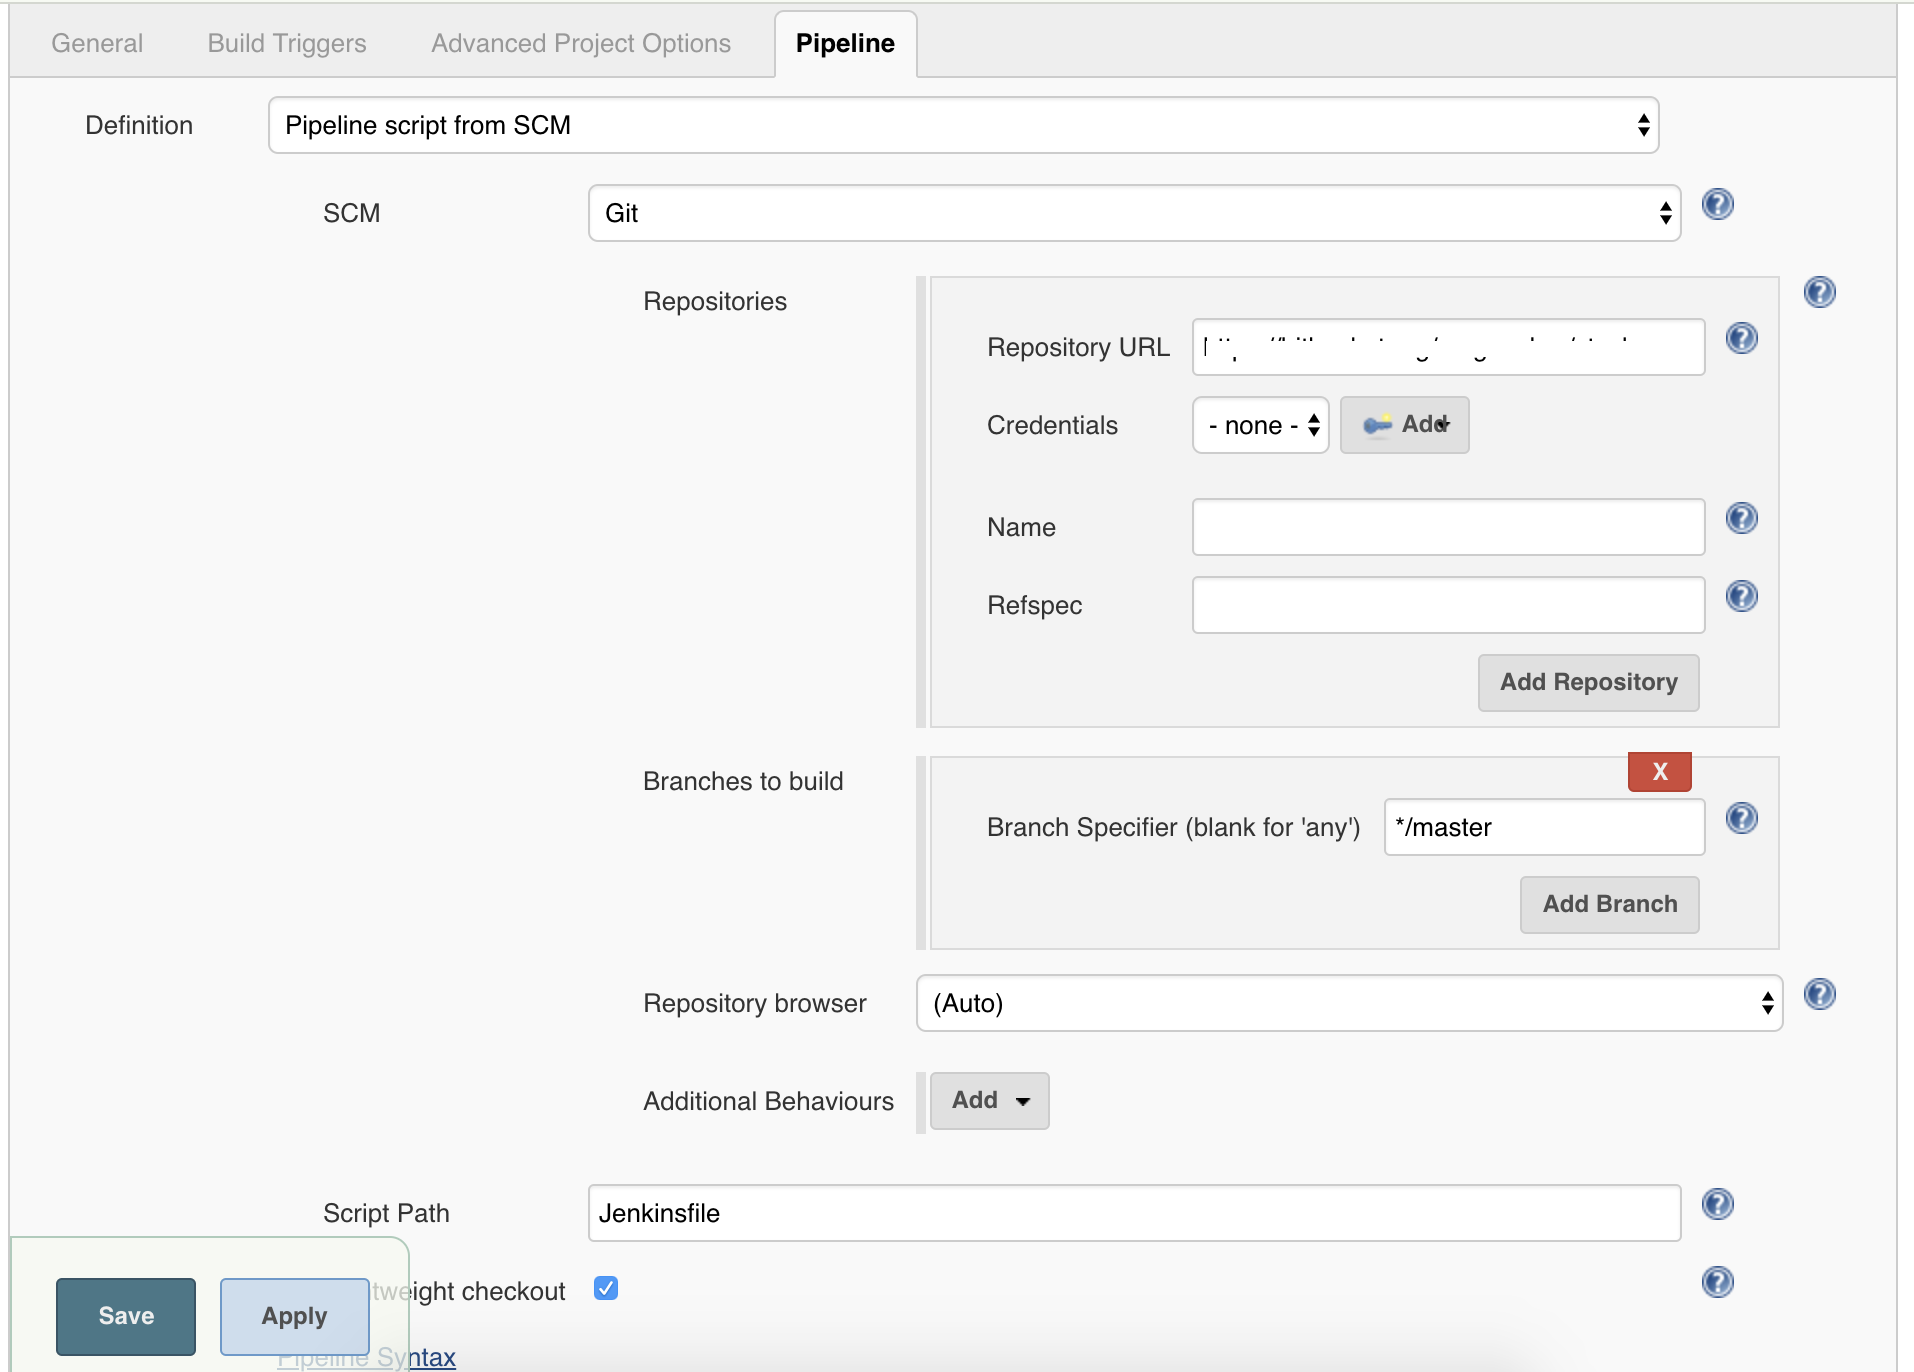 General Build Triggers Advanced Project Options Pipeline
Definition Pipeline script from SCM
SCM Git
Repositories
Repository URL
Credentials - none - Add
Name
Refspec
Add Repository
Branches to build
X
Branch Specifier (blank for 'any') */master
Add Branch
Repository browser (Auto)
Additional Behaviours Add
Script Path Jenkinsfile
tweight checkout
Save Apply
Pipeline Syntax